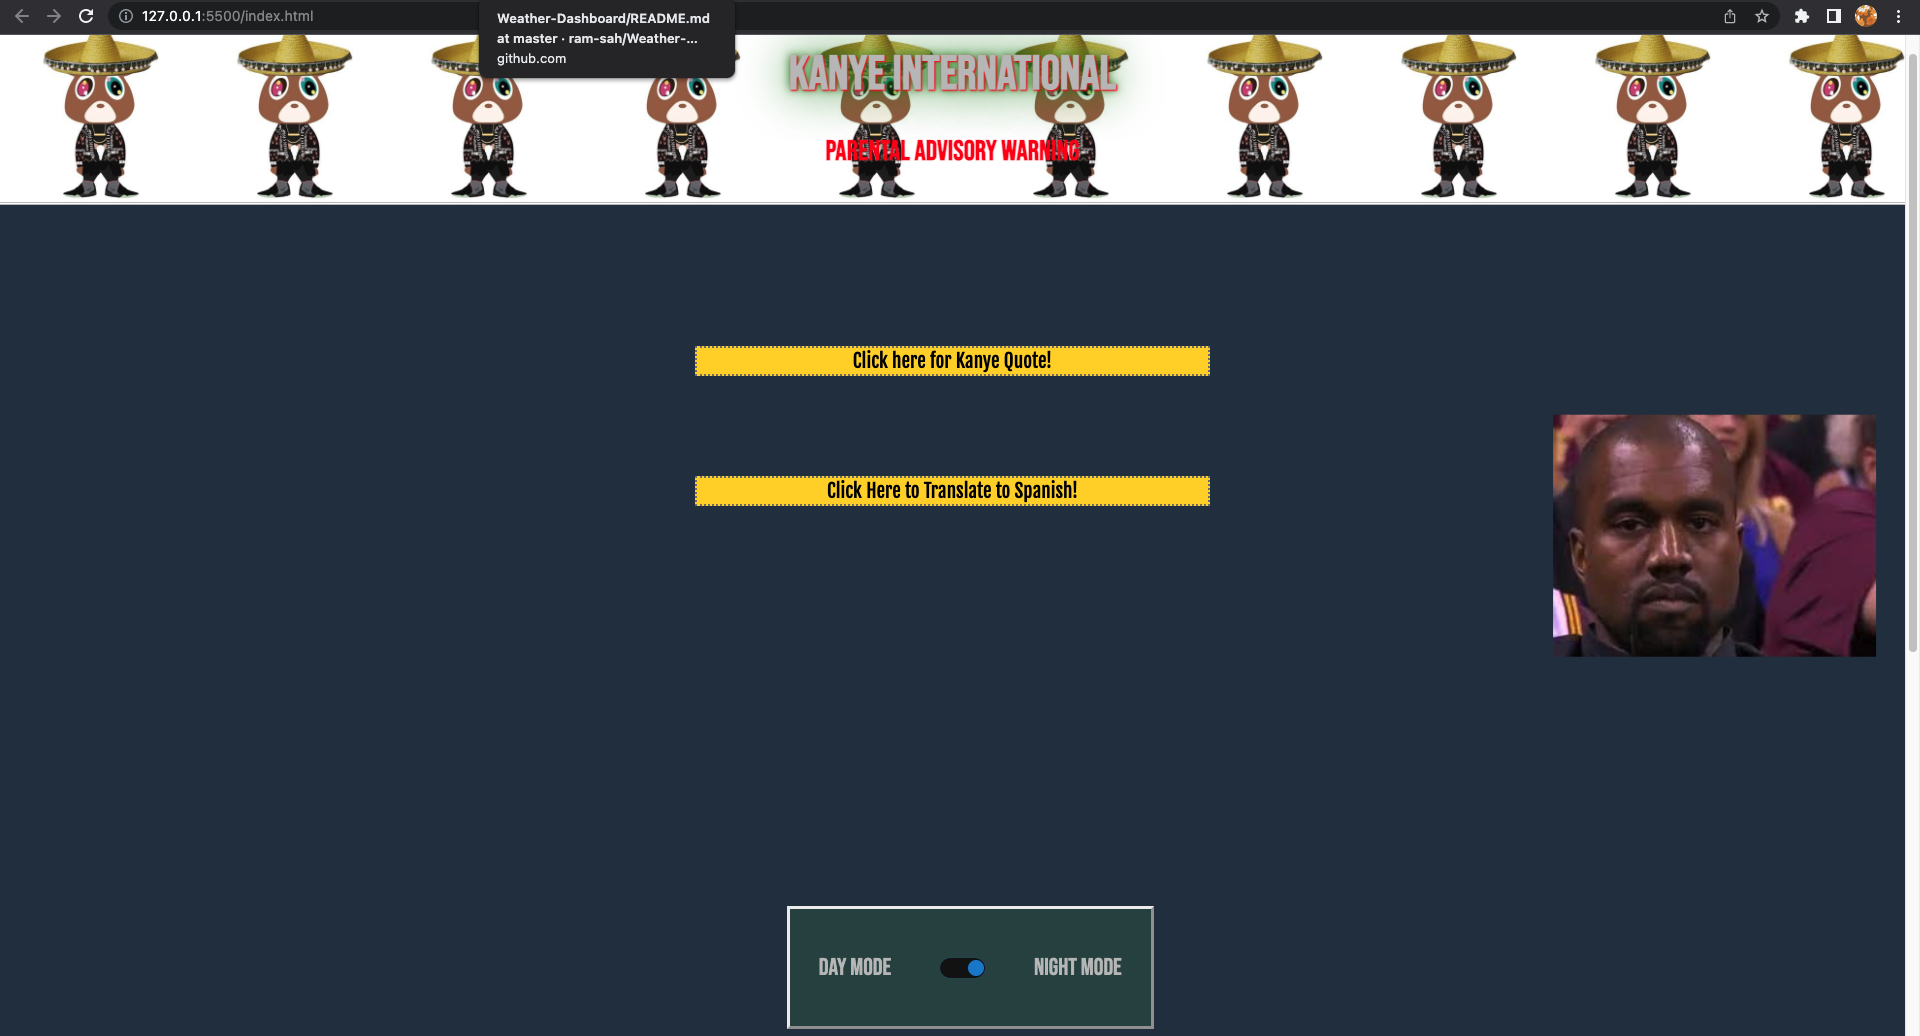 127.0.0.1:5500/index.html
Weather-Dashboard/README.md
at master · ram-sah/Weather-...
github.com
KANYE INTERNATIONAL
PARENTAL ADVISORY WARNING
Click here for Kanye Quote!
Click Here to Translate to Spanish!
DAY MODE
NIGHT MODE